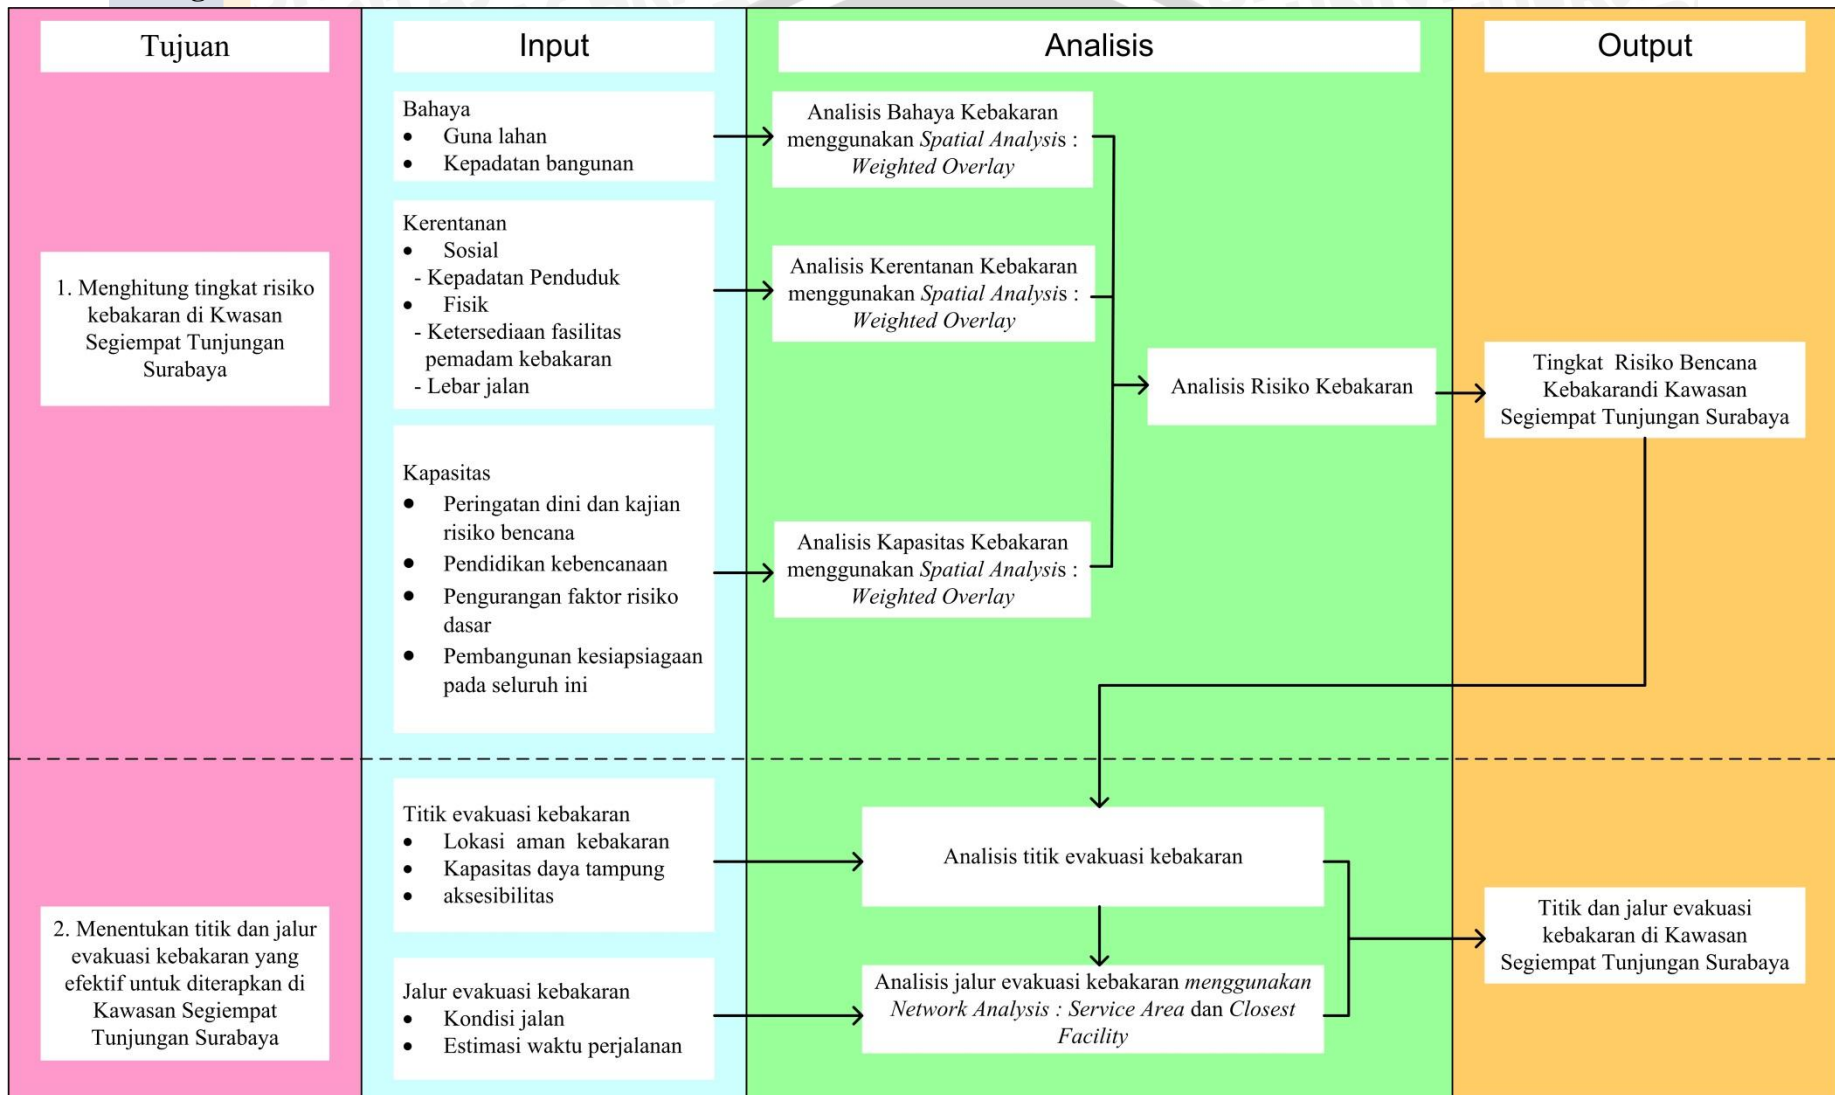 Tujuan
Input
Analisis
Output
1. Menghitung tingkat risiko
kebakaran di Kwasan
Segiempat Tunjungan
Surabaya
Bahaya
• Guna lahan
• Kepadatan bangunan
Analisis Bahaya Kebakaran
menggunakan Spatial Analysis :
Weighted Overlay
Kerentanan
• Sosial
- Kepadatan Penduduk
• Fisik
- Ketersediaan fasilitas
pemadam kebakaran
- Lebar jalan
Analisis Kerentanan Kebakaran
menggunakan Spatial Analysis :
Weighted Overlay
Kapasitas
• Peringatan dini dan kajian
risiko bencana
• Pendidikan kebencanaan
• Pengurangan faktor risiko
dasar
• Pembangunan kesiapsiagaan
pada seluruh ini
Analisis Kapasitas Kebakaran
menggunakan Spatial Analysis :
Weighted Overlay
Analisis Risiko Kebakaran
Tingkat Risiko Bencana
Kebakarandi Kawasan
Segiempat Tunjungan Surabaya
2. Menentukan titik dan jalur
evakuasi kebakaran yang
efektif untuk diterapkan di
Kawasan Segiempat
Tunjungan Surabaya
Titik evakuasi kebakaran
• Lokasi aman kebakaran
• Kapasitas daya tampung
• aksesibilitas
Analisis titik evakuasi kebakaran
Jalur evakuasi kebakaran
• Kondisi jalan
• Estimasi waktu perjalanan
Analisis jalur evakuasi kebakaran menggunakan
Network Analysis : Service Area dan Closest
Facility
Titik dan jalur evakuasi
kebakaran di Kawasan
Segiempat Tunjungan Surabaya